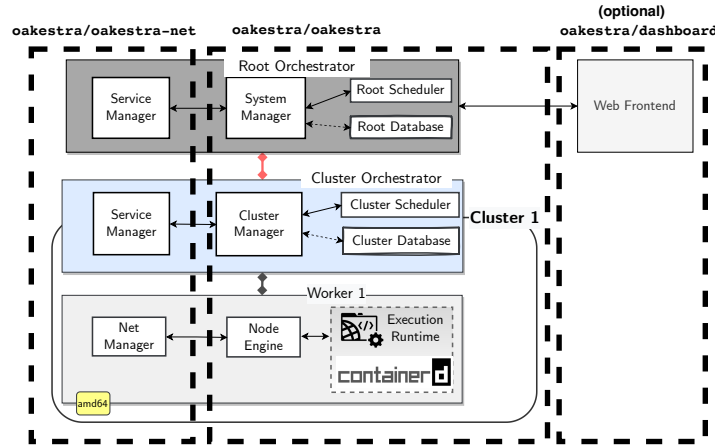 (optional)
oakestra/oakestra-net
oakestra/oakestra
oakestra/dashboard
Root Orchestrator
Service
Manager
System
Manager
Root Scheduler
Root Database
Web Frontend
Cluster Orchestrator
Service
Manager
Cluster
Manager
Cluster Scheduler
Cluster Database
Cluster 1
Worker 1
Net
Manager
Node
Engine
</>
Execution
Runtime
containerd
amd64